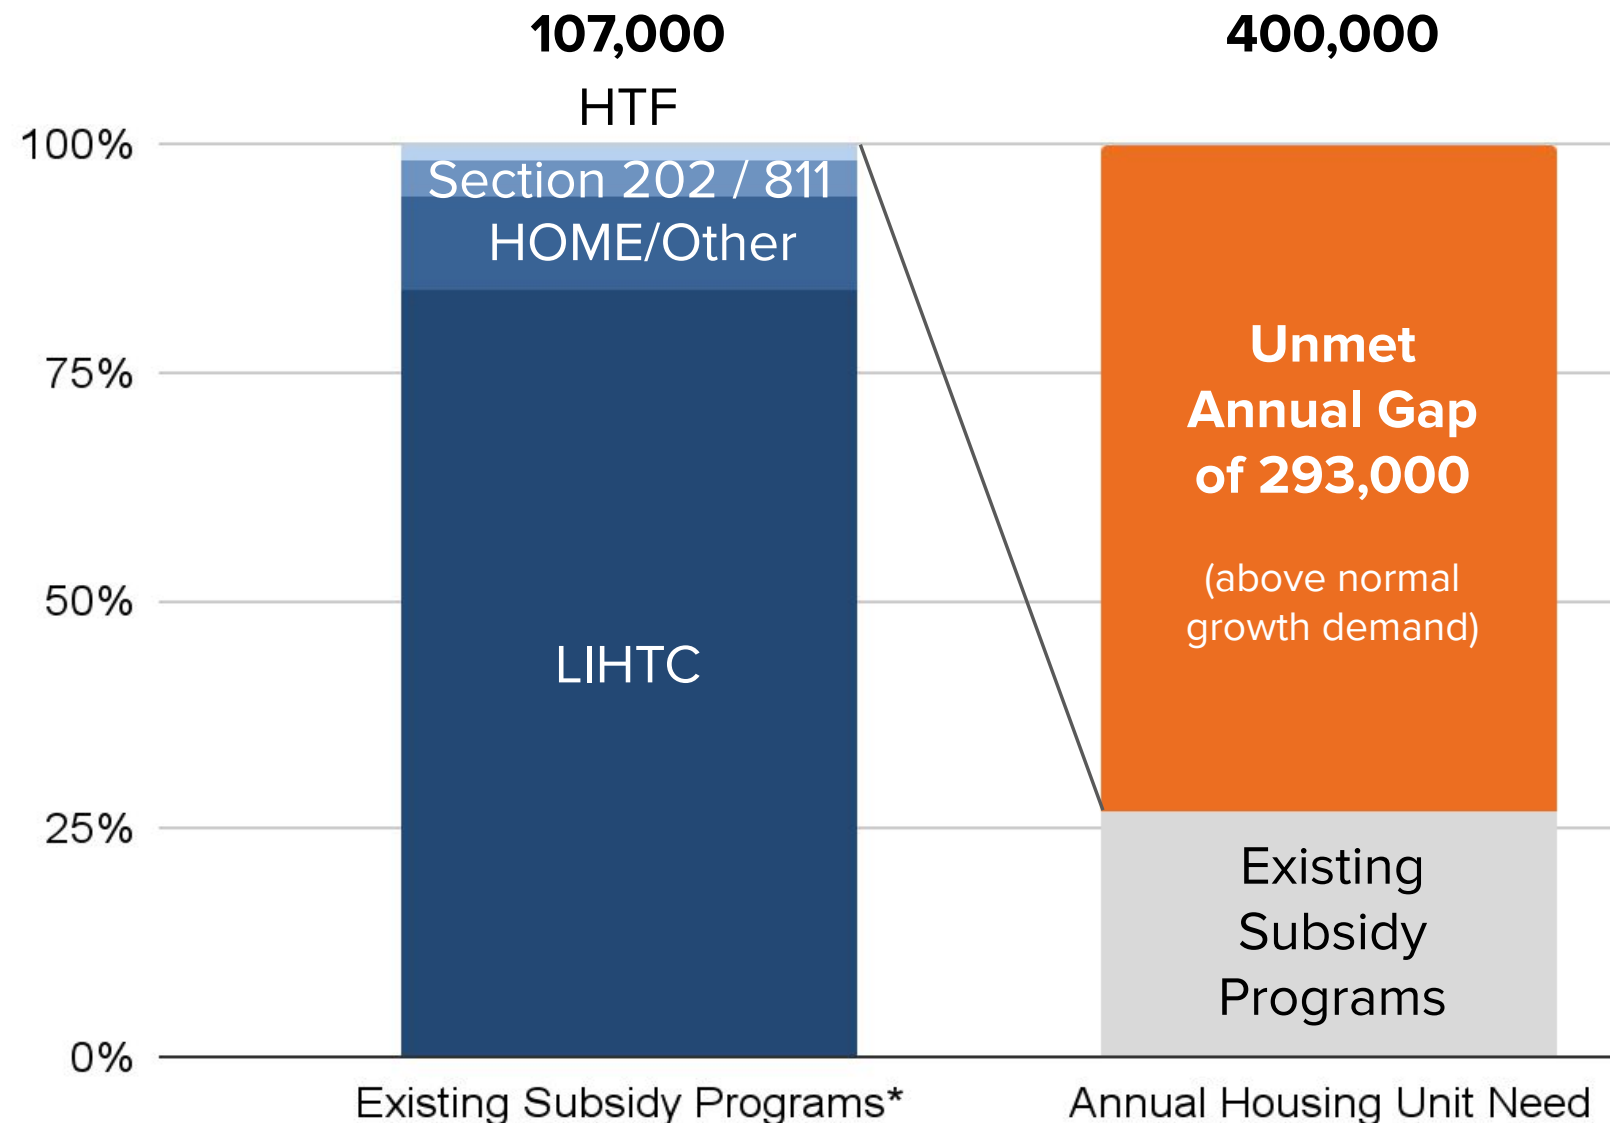 107,000
400,000
HTF
100%
Section 202 / 811
HOME/Other
75%
50%
25%
0%
LIHTC
Unmet
Annual Gap
of 293,000
(above normal
growth demand)
Existing
Subsidy
Programs
Existing Subsidy Programs*
Annual Housing Unit Need